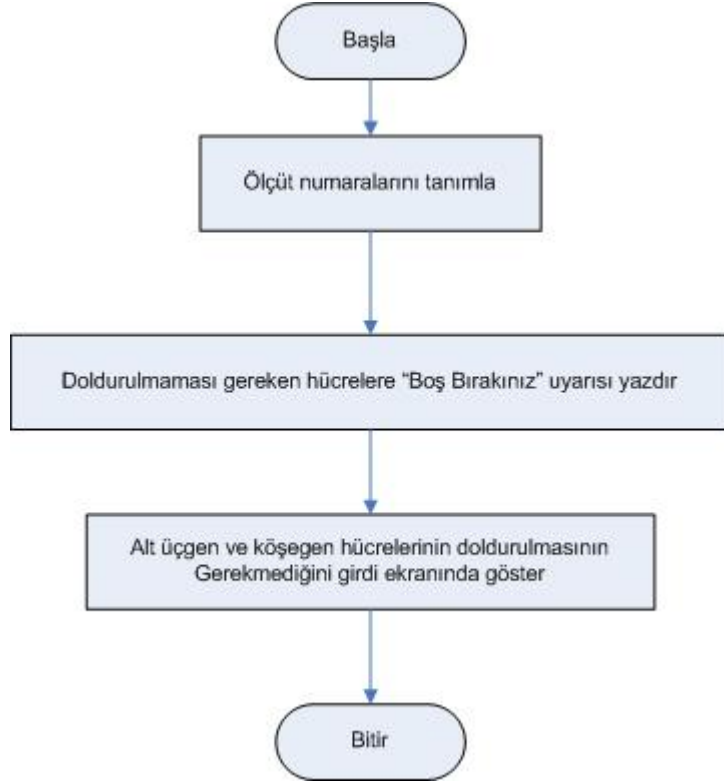 Başla
Ölçüt numaralarını tanımla
Doldurulmaması gereken hücrelere “Boş Bırakınız” uyarısı yazdır
Alt üçgen ve köşegen hücrelerinin doldurulmasının
Gerekmediğini girdi ekranında göster
Bitir